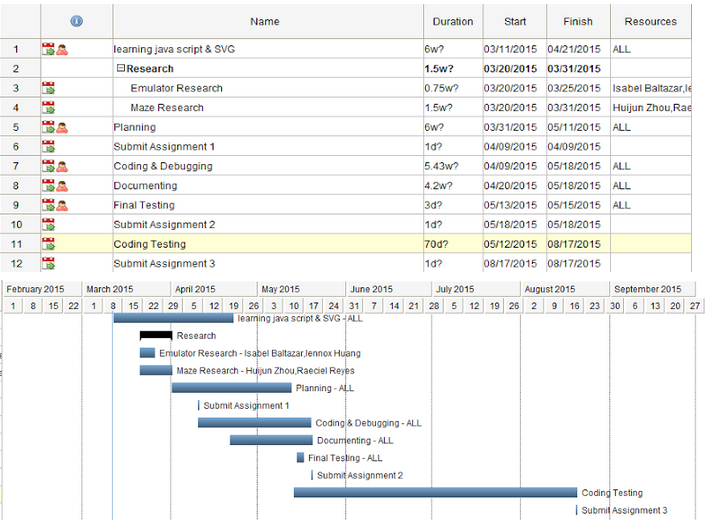 Name Duration Start Finish Resources
1 learning java script & SVG 6w? 03/11/2015 04/21/2015 ALL
2 Research 1.5w? 03/20/2015 03/31/2015
3 Emulator Research 0.75w? 03/20/2015 03/25/2015 Isabel Baltazar,le
4 Maze Research 1.5w? 03/20/2015 03/31/2015 Huijun Zhou,Rae
5 Planning 6w? 03/31/2015 05/11/2015 ALL
6 Submit Assignment 1 1d? 04/09/2015 04/09/2015
7 Coding & Debugging 5.43w? 04/09/2015 05/18/2015 ALL
8 Documenting 4.2w? 04/20/2015 05/18/2015 ALL
9 Final Testing 3d? 05/13/2015 05/15/2015 ALL
10 Submit Assignment 2 1d? 05/18/2015 05/18/2015
11 Coding Testing 70d? 05/12/2015 08/17/2015
12 Submit Assignment 3 1d? 08/17/2015 08/17/2015
February 2015 March 2015 April 2015 May 2015 June 2015 July 2015 August 2015 September 2015
1 8 15 22 1 8 15 22 29 5 12 19 26 3 10 17 24 31 7 14 21 28 5 12 19 26 2 9 16 23 30 6 13 20 27
learning java script & SVG - ALL
Research
Emulator Research - Isabel Baltazar,lennox Huang
Maze Research - Huijun Zhou,Raeciel Reyes
Planning - ALL
Submit Assignment 1
Coding & Debugging - ALL
Documenting - ALL
Final Testing - ALL
Submit Assignment 2
Coding Testing
Submit Assignment 3